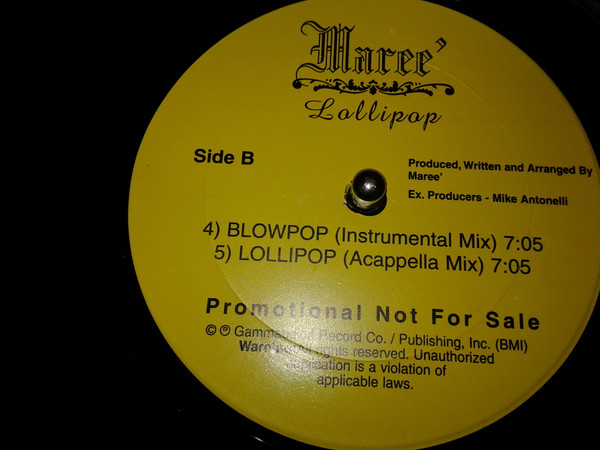 Maree'
Lollipop
Side B
Produced, Written and Arranged By
Maree'
Ex. Producers - Mike Antonelli
4) BLOWPOP (Instrumental Mix) 7:05
5) LOLLIPOP (Acappella Mix) 7:05
Promotional Not For Sale
© ℗ Record Co. / Publishing, Inc. (BMI)
rights reserved. Unauthorized
is a violation of
applicable laws.